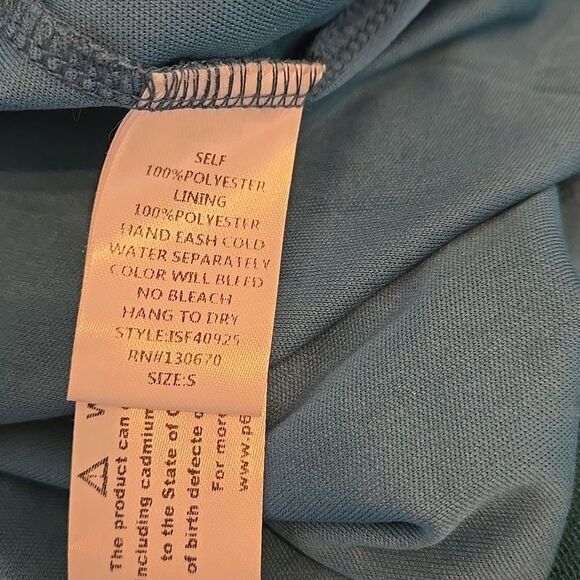 SELF
100%POLYESTER
LINING
100%POLYESTER
HAND EASH COLD
WATER SEPARATELY
COLOR WILL BLEED
NO BLEACH
HANG TO DRY
STYLE:ISF40925
RN#130670
SIZE:S
The product can
including cadmium
to the State of
of birth defects
For more
www.p6